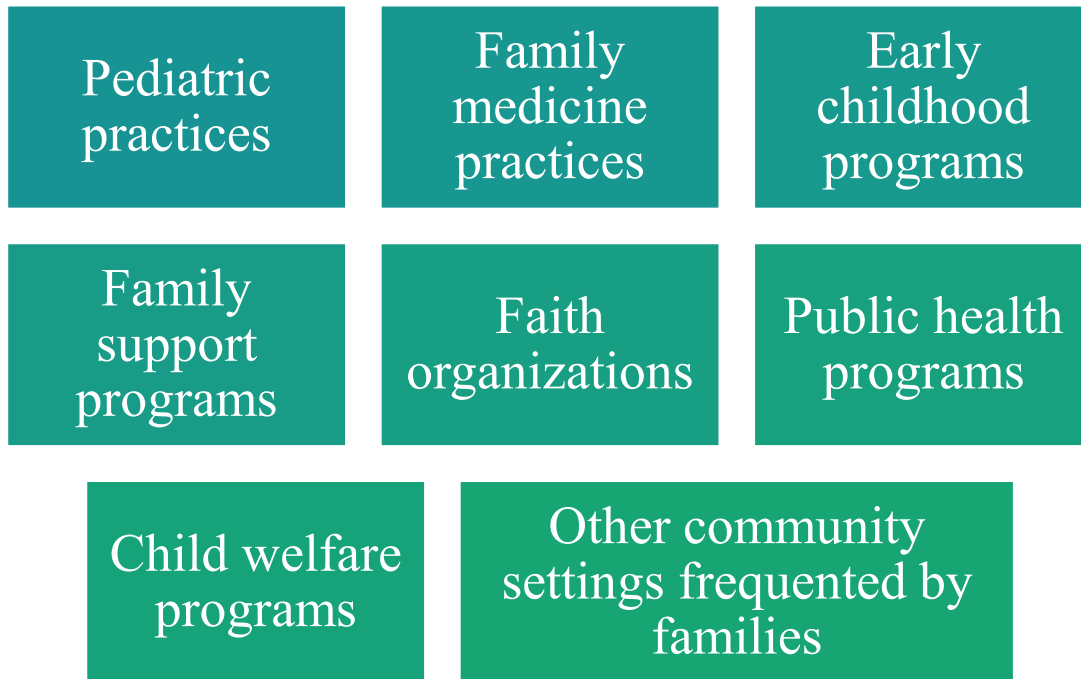 Pediatric
practices
Family
medicine
practices
Early
childhood
programs
Family
support
programs
Faith
organizations
Public health
programs
Child welfare
programs
Other community
settings frequented by
families